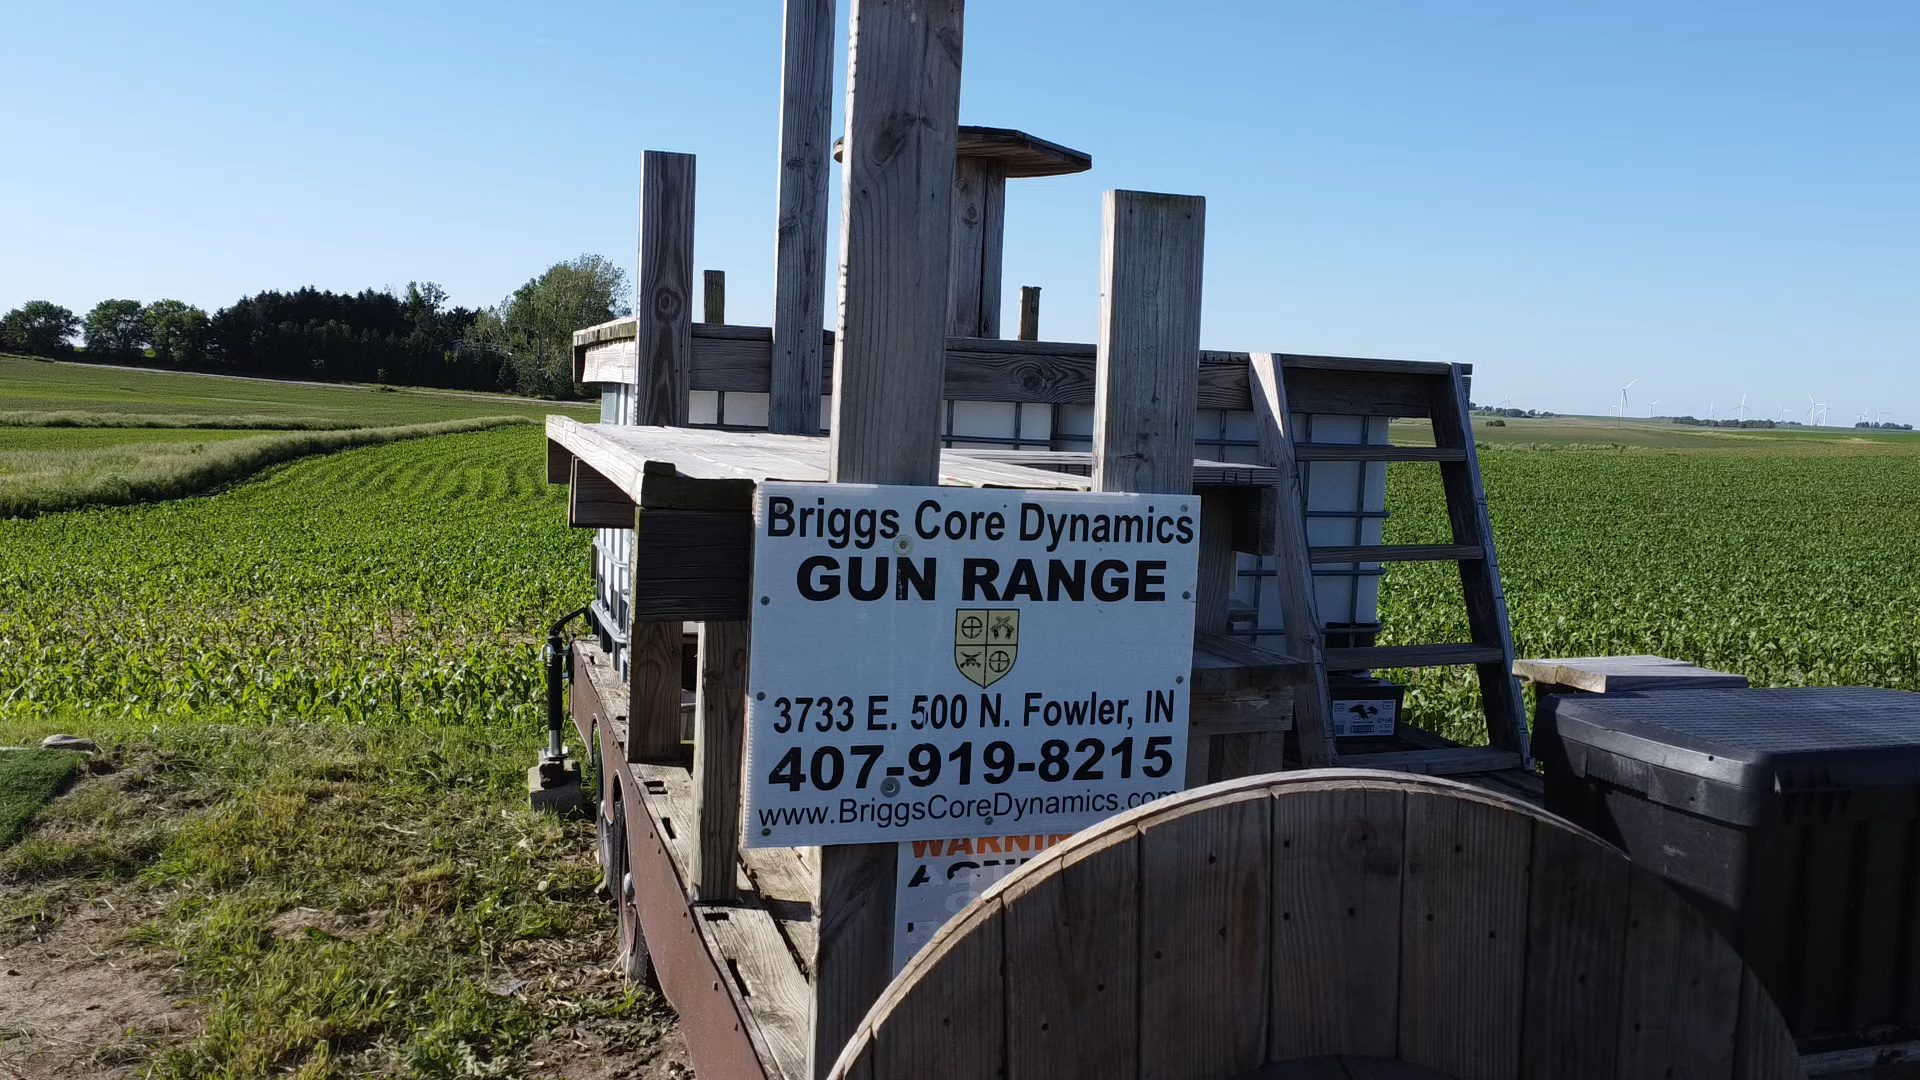 Briggs Core Dynamics
GUN RANGE
3733 E. 500 N. Fowler, IN
407-919-8215
www.BriggsCoreDynamics.com